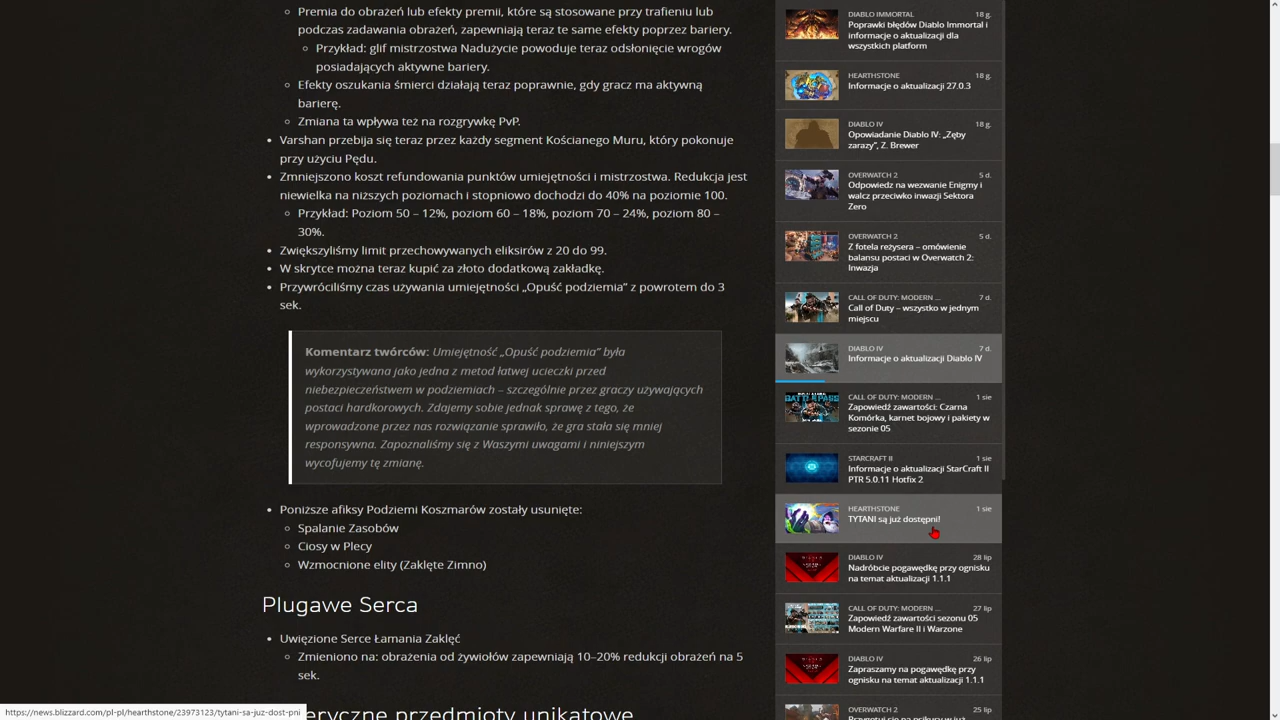 Premia do obrażeń lub efekty premii, które są stosowane przy trafieniu lub
podczas zadawania obrażeń, zapewniają teraz te same efekty poprzez bariery.
Przykład: glif mistrzostwa Nadużycie powoduje teraz odsłonięcie wrogów
posiadających aktywne bariery.
Efekty oszukania śmierci działają teraz poprawnie, gdy gracz ma aktywną
barierę.
Zmiana ta wpływa też na rozgrywkę PvP.
Varshan przebija się teraz przez każdy segment Kościanego Muru, który pokonuje
przy użyciu Pędu.
Zmniejszono koszt refundowania punktów umiejętności i mistrzostwa. Redukcja jest
niewielka na niższych poziomach i stopniowo dochodzi do 40% na poziomie 100.
Przykład: Poziom 50 – 12%, poziom 60 – 18%, poziom 70 – 24%, poziom 80 –
30%.
Zwiększyliśmy limit przechowywanych eliksirów z 20 do 99.
W skrytce można teraz kupić za złoto dodatkową zakładkę.
Przywróciliśmy czas używania umiejętności „Opuść podziemia” z powrotem do 3
sek.
Komentarz twórców: Umiejętność „Opuść podziemia” była
wykorzystywana jako jedna z metod łatwej ucieczki przed
niebezpieczeństwem w podziemiach – szczególnie przez graczy używających
postaci hardkorowych. Zdajemy sobie jednak sprawę z tego, że
wprowadzone przez nas rozwiązanie sprawiło, że gra stała się mniej
responsywna. Zapoznaliśmy się z Waszymi uwagami i niniejszym
wycofujemy tę zmianę.
Poniższe afiksy Podziemi Koszmarów zostały usunięte:
Spalanie Zasobów
Ciosy w Plecy
Wzmocnione elity (Zaklęte Zimno)
Plugawe Serca
Uwięzione Serce Łamania Zaklęć
Zmieniono na: obrażenia od żywiołów zapewniają 10–20% redukcji obrażeń na 5
sek.
eryczne przedmioty unikatowe
DIABLO IMMORTAL 18 g.
Poprawki błędów Diablo Immortal i
informacje o aktualizacji dla
wszystkich platform
HEARTHSTONE 18 g.
Informacje o aktualizacji 27.0.3
DIABLO IV 18 g.
Opowiadanie Diablo IV: „Zęby
zarazy”, Z. Brewer
OVERWATCH 2 5 d.
Odpowiedz na wezwanie Enigmy i
walcz przeciwko inwazji Sektora
Zero
OVERWATCH 2 5 d.
Z fotela reżysera – omówienie
balansu postaci w Overwatch 2:
Inwazja
CALL OF DUTY: MODERN ... 7 d.
Call of Duty – wszystko w jednym
miejscu
DIABLO IV 7 d.
Informacje o aktualizacji Diablo IV
BATTLE PASS
CALL OF DUTY: MODERN ... 1 sie
Zapowiedź zawartości: Czarna
Komórka, karnet bojowy i pakiety w
sezonie 05
STARCRAFT II 1 sie
Informacje o aktualizacji StarCraft II
PTR 5.0.11 Hotfix 2
HEARTHSTONE 1 sie
TYTANI są już dostępni!
DIABLO IV 28 lip
Nadróbcie pogawędkę przy ognisku
na temat aktualizacji 1.1.1
CALL OF DUTY: MODERN ... 27 lip
Zapowiedź zawartości sezonu 05
Modern Warfare II i Warzone
DIABLO IV 26 lip
Zapraszamy na pogawędkę przy
ognisku na temat aktualizacji 1.1.1
OVERWATCH 2 25 lip
https://news.blizzard.com/pl-pl/hearthstone/23973123/tytani-sa-juz-dost-pni